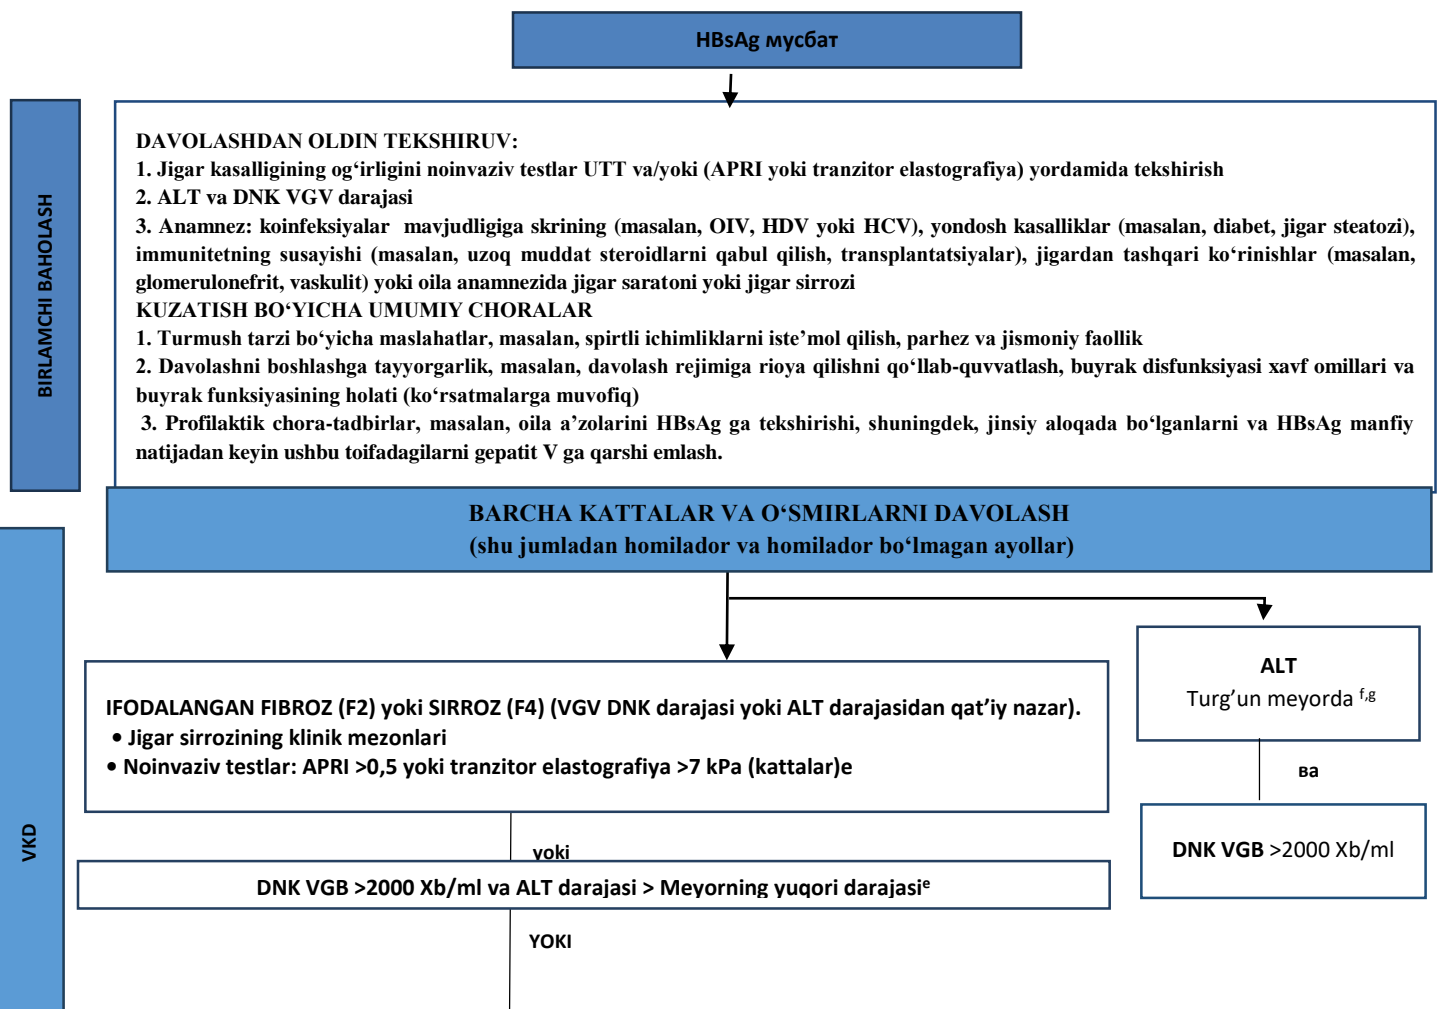 HBsAg мусбат
BIRLAMCHI BAHOLASH
DAVOLASHDAN OLDIN TEKSHIRUV:
1. Jigar kasalligining og‘irligini noinvaziv testlar UTT va/yoki (APRI yoki tranzitor elastografiya) yordamida tekshirish
2. ALT va DNK VGV darajasi
3. Anamnez: koinfeksiyalar mavjudligiga skrining (masalan, OIV, HDV yoki HCV), yondosh kasalliklar (masalan, diabet, jigar steatozi),
immunitetning susayishi (masalan, uzoq muddat steroidlarni qabul qilish, transplantatsiyalar), jigardan tashqari ko‘rinishlar (masalan,
glomerulonefrit, vaskulit) yoki oila anamnezida jigar saratoni yoki jigar sirrozi
KUZATISH BO‘YICHA UMUMIY CHORALAR
1. Turmush tarzi bo‘yicha maslahatlar, masalan, spirtli ichimliklarni iste’mol qilish, parhez va jismoniy faollik
2. Davolashni boshlashga tayyorgarlik, masalan, davolash rejimiga rioya qilishni qo‘llab-quvvatlash, buyrak disfunksiyasi xavf omillari va
buyrak funksiyasining holati (ko‘rsatmalarga muvofiq)
3. Profilaktik chora-tadbirlar, masalan, oila a’zolarini HBsAg ga tekshirishi, shuningdek, jinsiy aloqada bo‘lganlarni va HBsAg manfiy
natijadan keyin ushbu toifadagilarni gepatit V ga qarshi emlash.
BARCHA KATTALAR VA O‘SMIRLARNI DAVOLASH
(shu jumladan homilador va homilador bo‘lmagan ayollar)
VKD
IFODALANGAN FIBROZ (F2) yoki SIRROZ (F4) (VGV DNK darajasi yoki ALT darajasidan qat’iy nazar).
• Jigar sirrozining klinik mezonlari
• Noinvaziv testlar: APRI >0,5 yoki tranzitor elastografiya >7 kPa (kattalar)e
yoki
DNK VGB >2000 Xb/ml va ALT darajasi > Meyorning yuqori darajasiᵉ
YOKI
ALT
Turg’un meyorda ᶠ,ᵍ
ва
DNK VGB >2000 Xb/ml